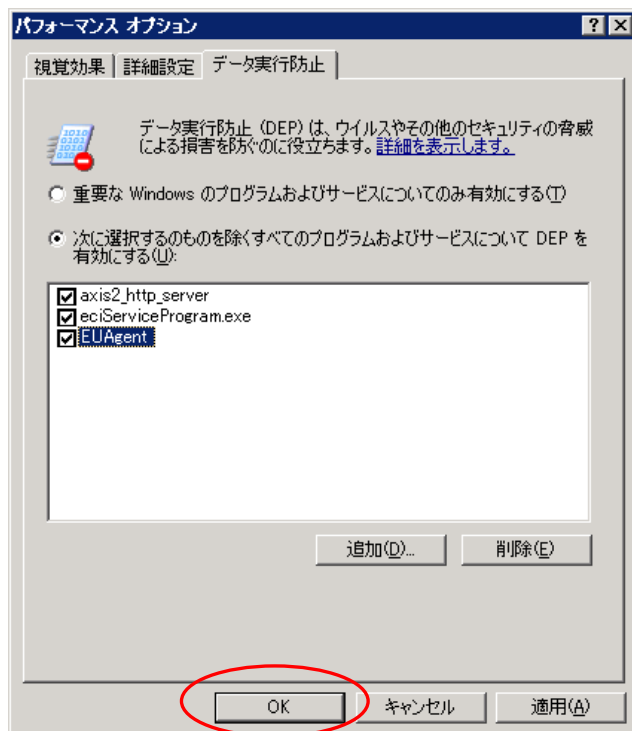 パフォーマンス オプション
視覚効果
詳細設定
データ実行防止
データ実行防止 (DEP) は、ウイルスやその他のセキュリティの脅威
による損害を防ぐのに役立ちます。詳細を表示します。
重要な Windows のプログラムおよびサービスについてのみ有効にする(T)
次に選択するのものを除くすべてのプログラムおよびサービスについて DEP を
有効にする(U):
axis2_http_server
eciServiceProgram.exe
EUAgent
追加(D)...
削除(E)
OK
キャンセル
適用(A)